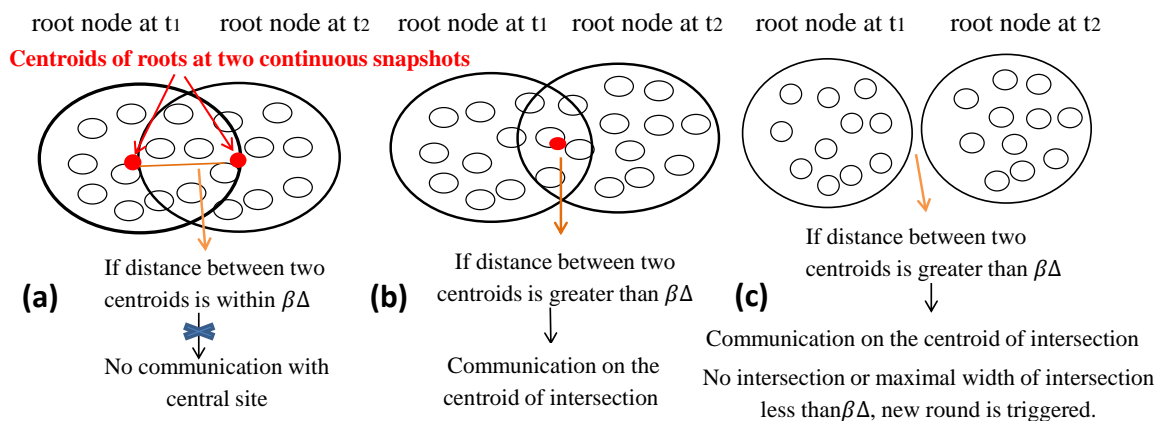 root node at t1 root node at t2
Centroids of roots at two continuous snapshots
If distance between two
centroids is within βΔ
(a)
No communication with
central site
root node at t1 root node at t2
If distance between two
centroids is greater than βΔ
(b)
Communication on the
centroid of intersection
root node at t1 root node at t2
If distance between two
centroids is greater than βΔ
(c)
Communication on the centroid of intersection
No intersection or maximal width of intersection
less thanβΔ, new round is triggered.